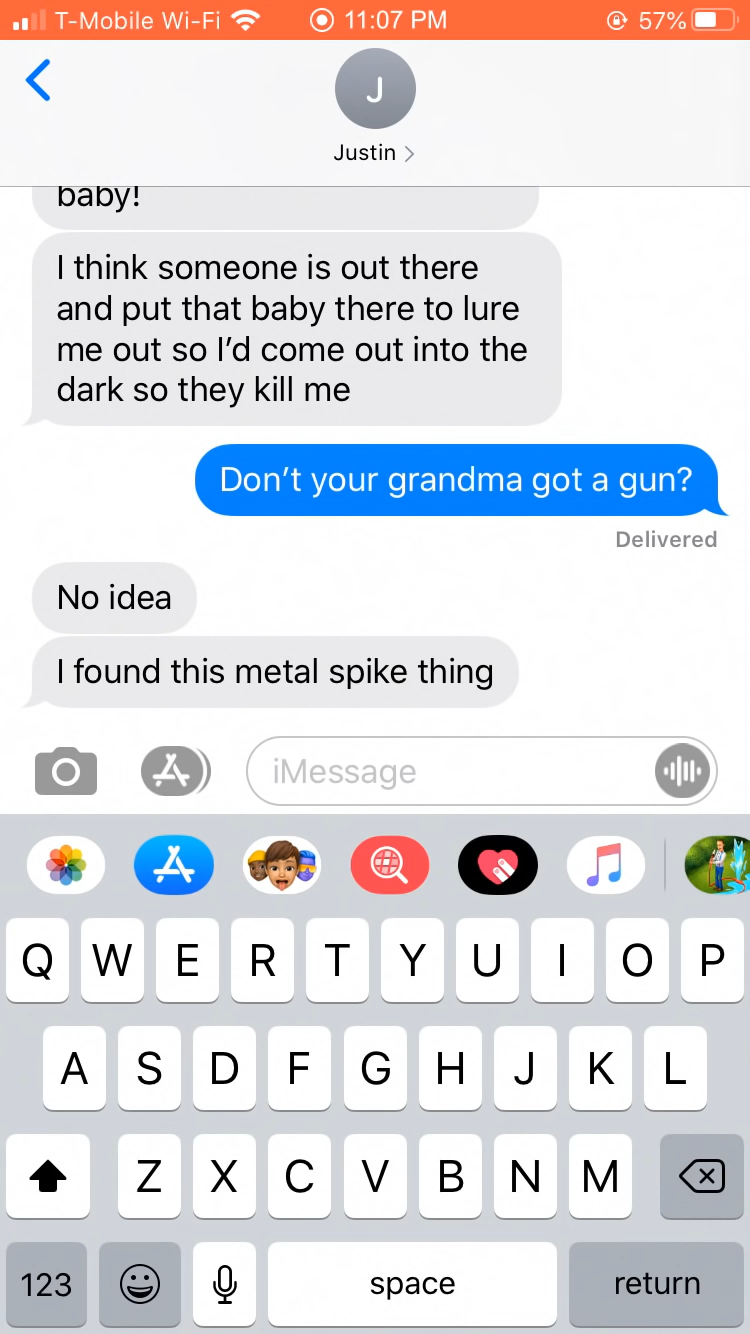 T-Mobile Wi-Fi 11:07 PM 57%
J
Justin
baby!
I think someone is out there
and put that baby there to lure
me out so I’d come out into the
dark so they kill me
Don’t your grandma got a gun?
Delivered
No idea
I found this metal spike thing
iMessage
Q W E R T Y U I O P
A S D F G H J K L
Z X C V B N M
123 space return